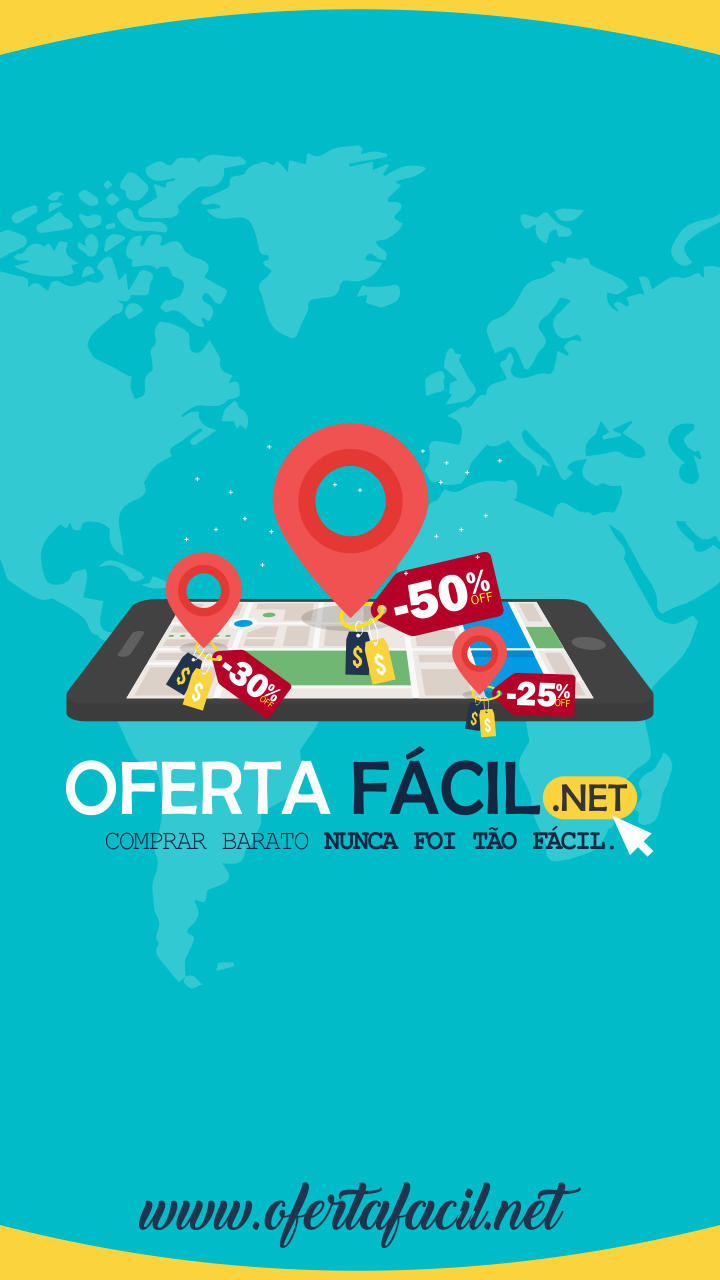 -50%
OFF
-30%
OFF
-25%
OFF
$ $
$ $
$ $
OFERTA FÁCIL .NET
COMPRAR BARATO NUNCA FOI TÃO FÁCIL.
www.ofertafacil.net